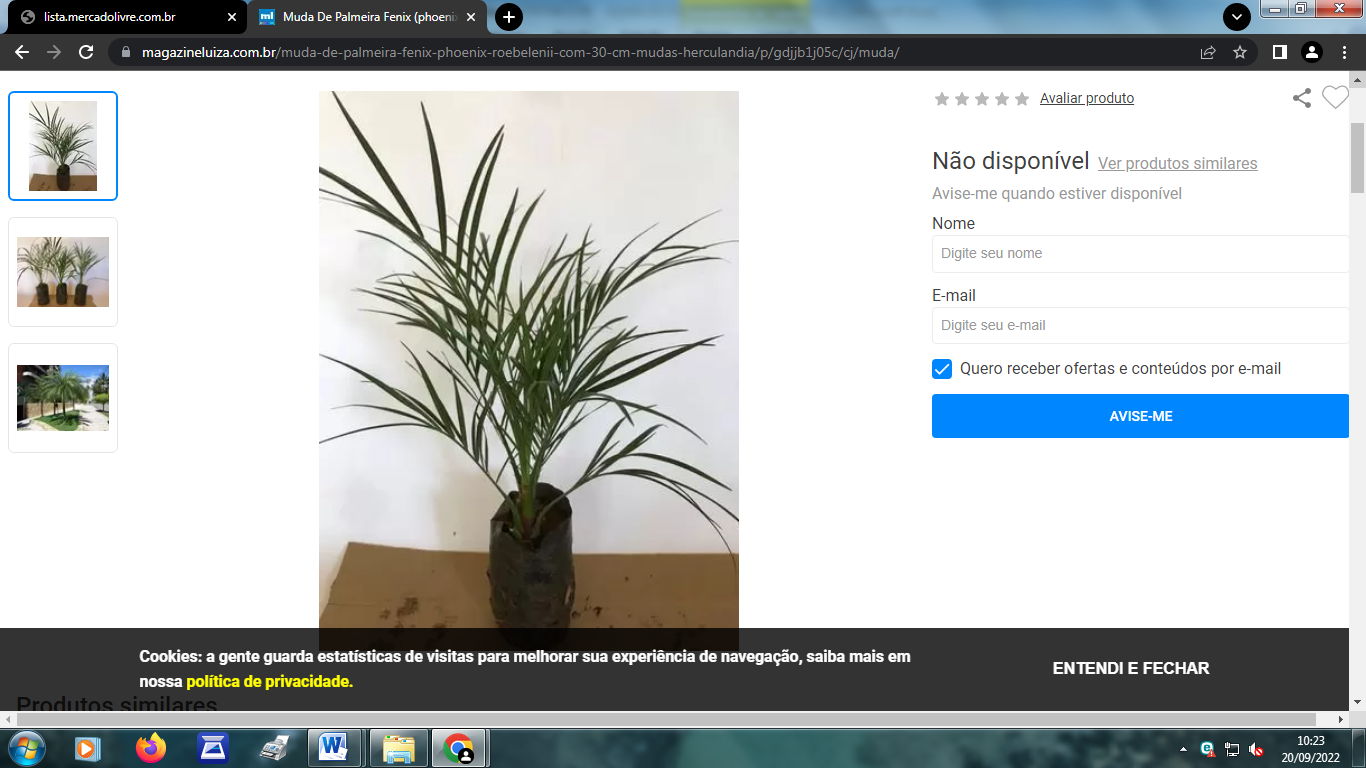 lista.mercadolivre.com.br
ml
Muda De Palmeira Fenix (phoenix
magazineluiza.com.br/muda-de-palmeira-fenix-phoenix-roebelenii-com-30-cm-mudas-herculandia/p/gdjjb1j05c/cj/muda/
Avaliar produto
Não disponível Ver produtos similares
Avise-me quando estiver disponível
Nome
Digite seu nome
E-mail
Digite seu e-mail
Quero receber ofertas e conteúdos por e-mail
AVISE-ME
Cookies: a gente guarda estatísticas de visitas para melhorar sua experiência de navegação, saiba mais em
nossa política de privacidade.
ENTENDI E FECHAR
Produtos similares
10:23
20/09/2022